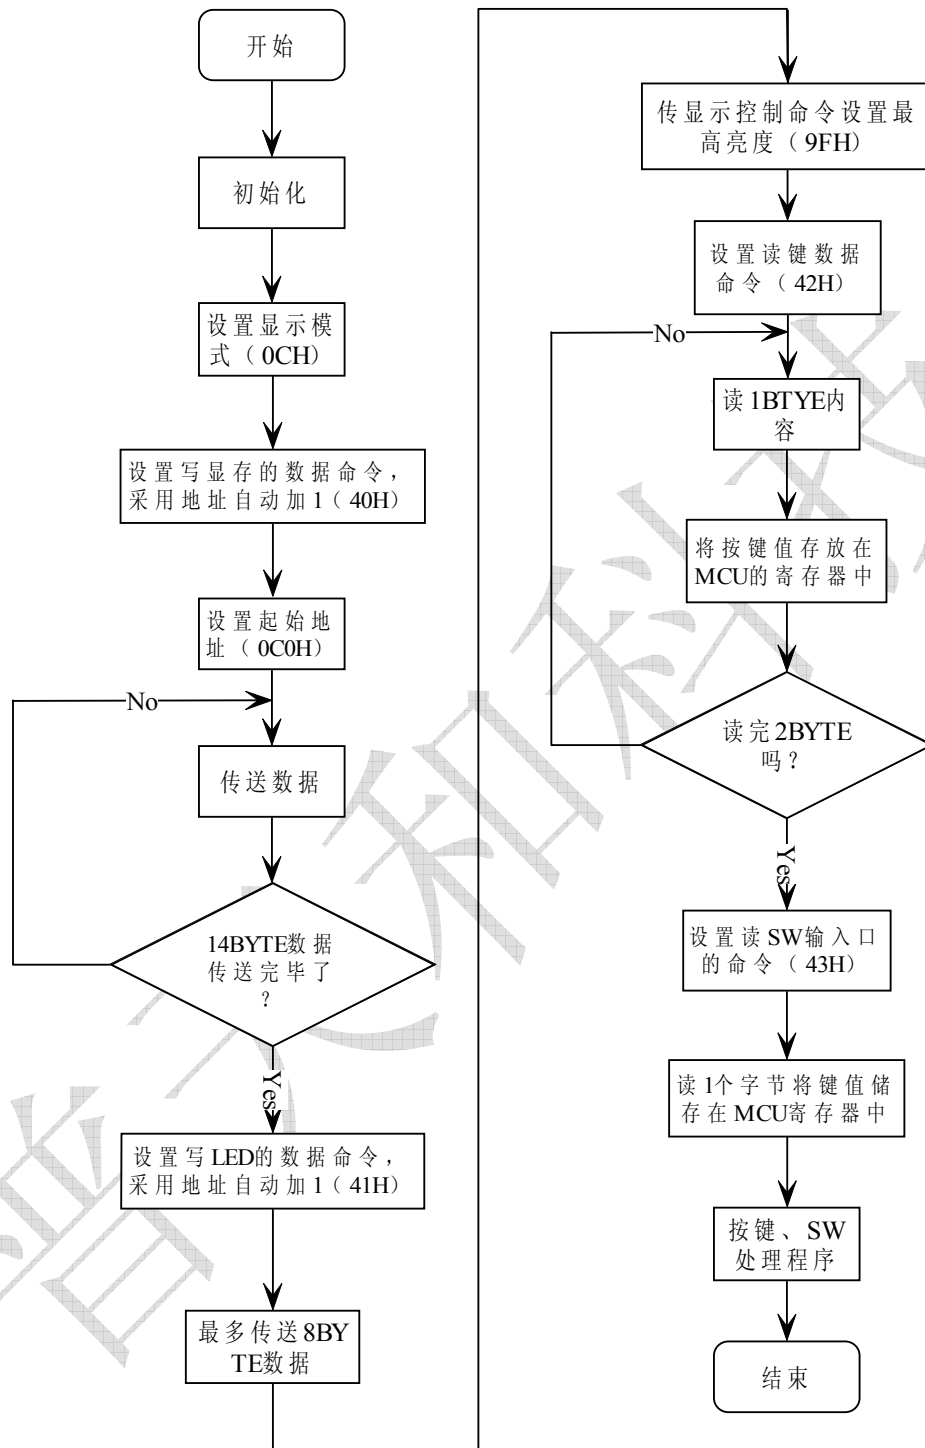 开始
初始化
设置显示模
式（0CH）
设置写显存的数据命令，
采用地址自动加1（40H）
设置起始地
址（0C0H）
No
传送数据
14BYTE数据
传送完毕了
？
Yes
设置写LED的数据命令，
采用地址自动加1（41H）
最多传送8BY
TE数据
传显示控制命令设置最
高亮度（9FH）
设置读键数据
命令（42H）
No
读1BTYE内
容
将按键值存放在
MCU的寄存器中
读完2BYTE
吗？
Yes
设置读SW输入口
的命令（43H）
读1个字节将键值储
存在MCU寄存器中
按键、SW
处理程序
结束
普天和科技